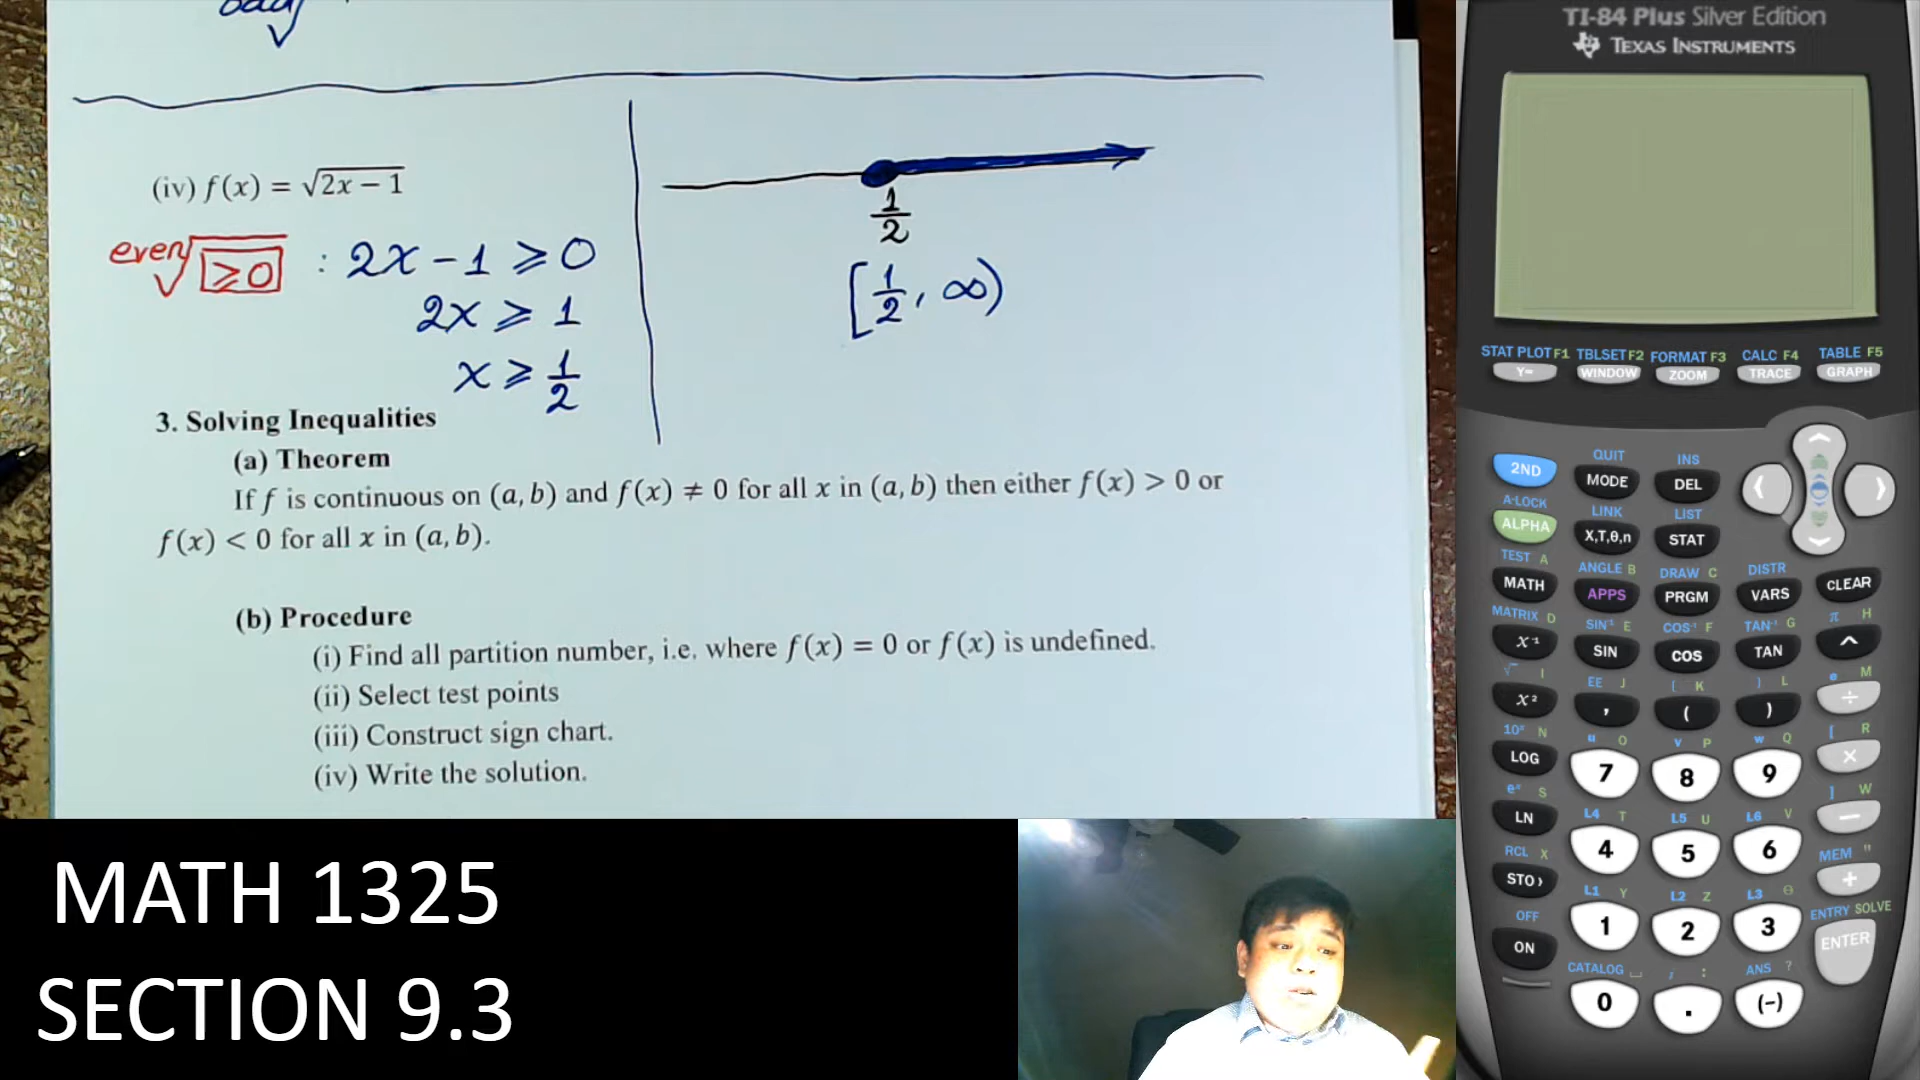 (iv) f(x) = √2x − 1
even√≥0 : 2x − 1 ≥ 0
2x ≥ 1
x ≥ 1/2
1/2
[1/2, ∞)
3. Solving Inequalities
(a) Theorem
If f is continuous on (a, b) and f(x) ≠ 0 for all x in (a, b) then either f(x) > 0 or
f(x) < 0 for all x in (a, b).
(b) Procedure
(i) Find all partition number, i.e. where f(x) = 0 or f(x) is undefined.
(ii) Select test points
(iii) Construct sign chart.
(iv) Write the solution.
MATH 1325
SECTION 9.3
TI-84 Plus Silver Edition
TEXAS INSTRUMENTS
STAT PLOT F1 TBLSET F2 FORMAT F3 CALC F4 TABLE F5
Y= WINDOW ZOOM TRACE GRAPH
QUIT INS
2ND MODE DEL
A-LOCK LINK LIST
ALPHA X,T,θ,n STAT
TEST A ANGLE B DRAW C DISTR
MATH APPS PRGM VARS CLEAR
MATRIX D SIN⁻¹ E COS⁻¹ F TAN⁻¹ G π H
x⁻¹ SIN COS TAN ^
√ I EE J { K } L e M
x² , ( ) ÷
10ˣ N u O v P w Q [ R
LOG 7 8 9 ×
eˣ S L4 T L5 U L6 V ] W
LN 4 5 6 −
RCL X L1 Y L2 Z L3 θ MEM "
STO› 1 2 3 +
OFF CATALOG ⎵ i : ANS ? ENTRY SOLVE
ON 0 . (-) ENTER